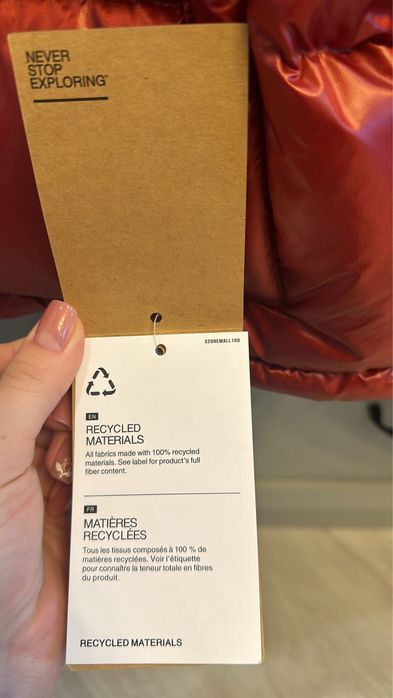 NEVER
STOP
EXPLORING™
S20REWALL100
EN
RECYCLED
MATERIALS
All fabrics made with 100% recycled
materials. See label for product's full
fiber content.
FR
MATIÈRES
RECYCLÉES
Tous les tissus composés à 100 % de
matières recyclées. Voir l'étiquette
pour connaître la teneur totale en fibres
du produit.
RECYCLED MATERIALS